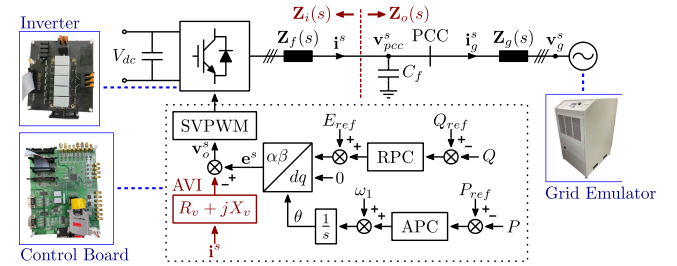 Inverter
Z_i(s)
Z_o(s)
V_dc
Z_f(s)
i^s
v^s_pcc
PCC
i^s_g
Z_g(s)
v^s_g
C_f
SVPWM
v^s_o
e^s
αβ
dq
E_ref
+
+
RPC
Q_ref
+
−
Q
0
AVI
−
+
R_v + jX_v
i^s
θ
1/s
ω_1
+
+
APC
P_ref
+
−
P
Control Board
Grid Emulator